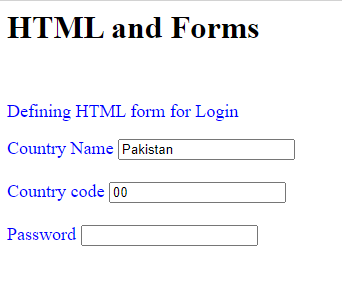 HTML and Forms
Defining HTML form for Login
Country Name Pakistan
Country code 00
Password